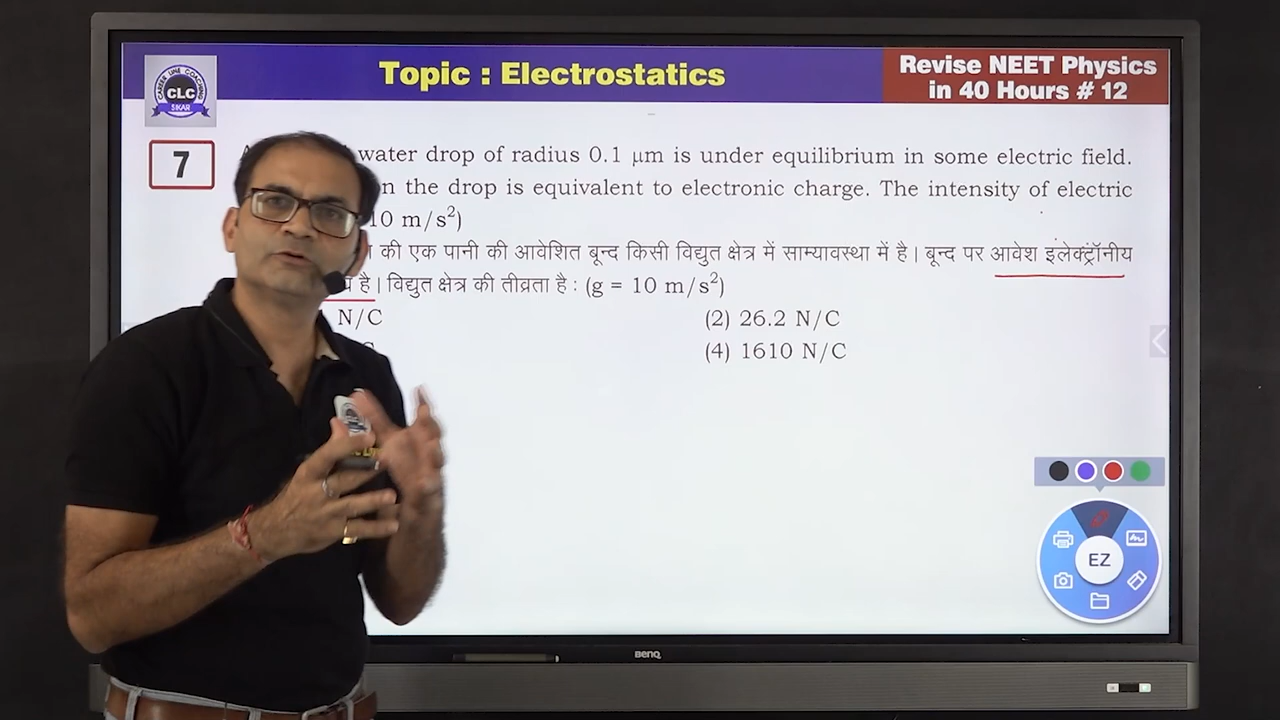 CAREER LINE COACHING
CLC
SIKAR
Topic : Electrostatics
Revise NEET Physics
in 40 Hours # 12
7
water drop of radius 0.1 μm is under equilibrium in some electric field.
n the drop is equivalent to electronic charge. The intensity of electric
10 m/s²)
की एक पानी की आवेशित बून्द किसी विद्युत क्षेत्र में साम्यावस्था में है। बून्द पर आवेश इलेक्ट्रॉनीय
है। विद्युत क्षेत्र की तीव्रता है : (g = 10 m/s²)
N/C
(2) 26.2 N/C
(4) 1610 N/C
EZ
BenQ